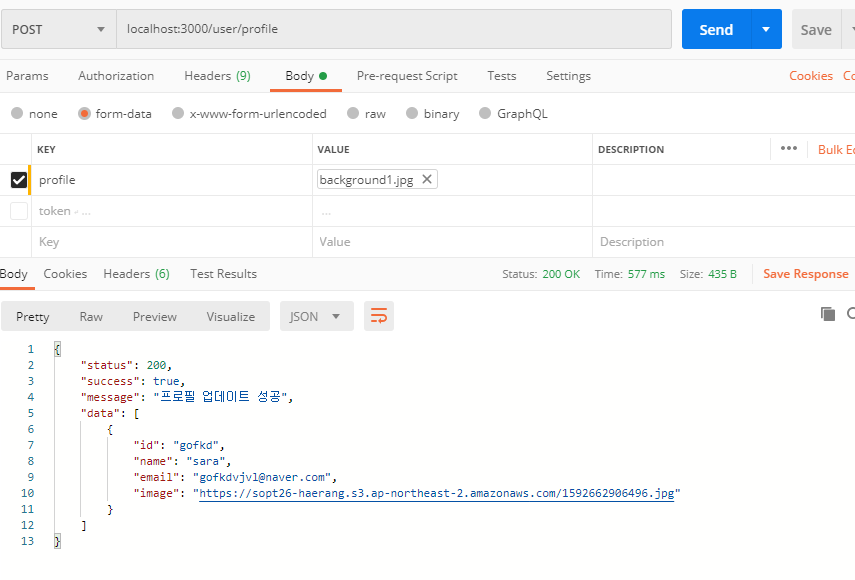 POST localhost:3000/user/profile Send Save
Params Authorization Headers (9) Body Pre-request Script Tests Settings Cookies
none form-data x-www-form-urlencoded raw binary GraphQL
KEY VALUE DESCRIPTION ••• Bulk
profile background1.jpg ✕
token - ... ...
Key Value Description
Body Cookies Headers (6) Test Results Status: 200 OK Time: 577 ms Size: 435 B Save Response
Pretty Raw Preview Visualize JSON
1 {
2 "status": 200,
3 "success": true,
4 "message": "프로필 업데이트 성공",
5 "data": [
6 {
7 "id": "gofkd",
8 "name": "sara",
9 "email": "gofkdvjvl@naver.com",
10 "image": "https://sopt26-haerang.s3.ap-northeast-2.amazonaws.com/1592662906496.jpg"
11 }
12 ]
13 }